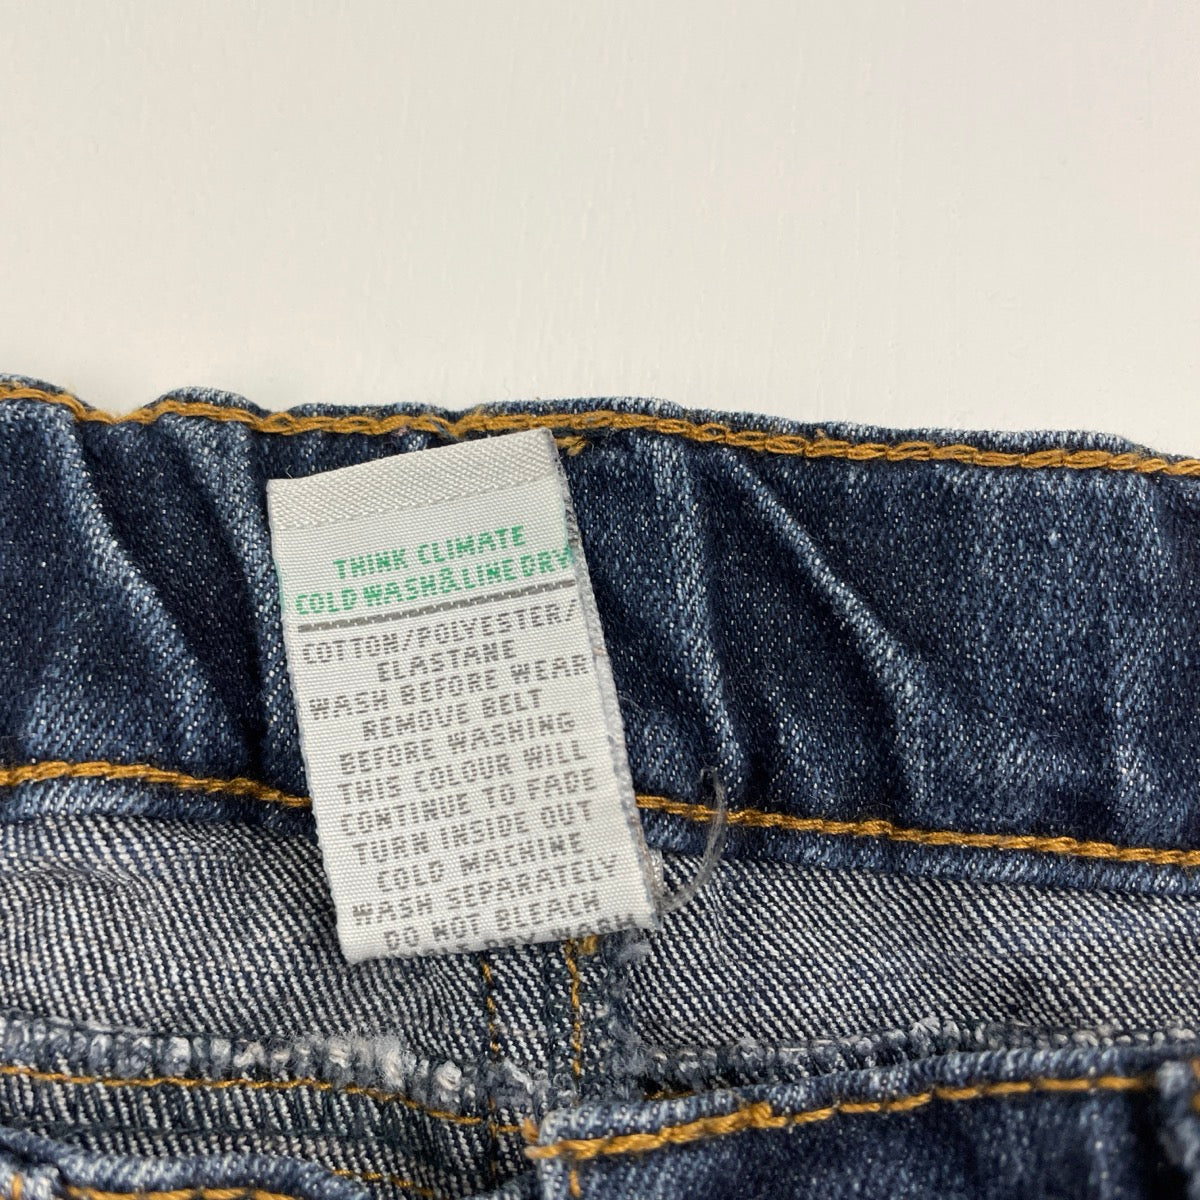 THINK CLIMATE
COLD WASH&LINE DRY
COTTON/POLYESTER/
ELASTANE
WASH BEFORE WEAR
REMOVE BELT
BEFORE WASHING
THIS COLOUR WILL
CONTINUE TO FADE
TURN INSIDE OUT
COLD MACHINE
WASH SEPARATELY
DO NOT BLEACH